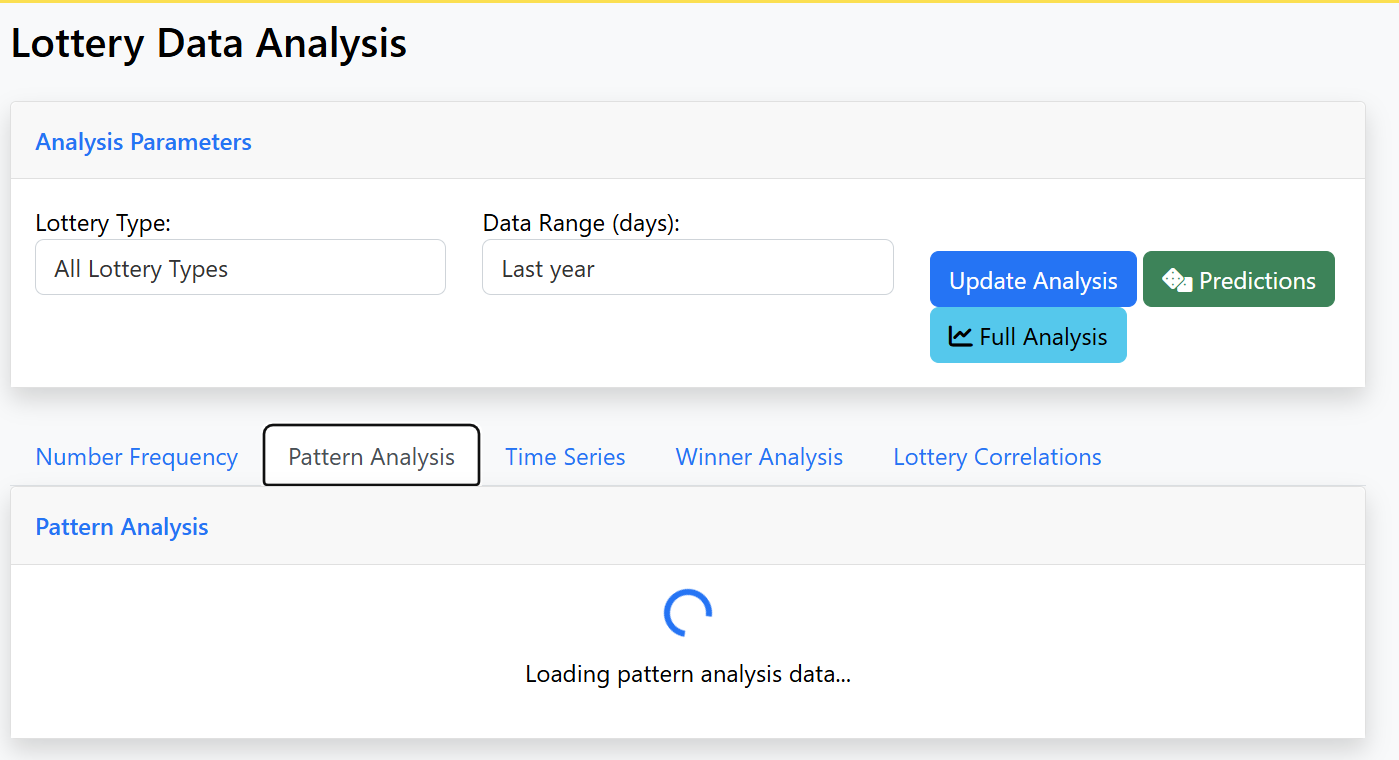 Lottery Data Analysis
Analysis Parameters
Lottery Type:
All Lottery Types
Data Range (days):
Last year
Update Analysis
Predictions
Full Analysis
Number Frequency
Pattern Analysis
Time Series
Winner Analysis
Lottery Correlations
Pattern Analysis
Loading pattern analysis data...